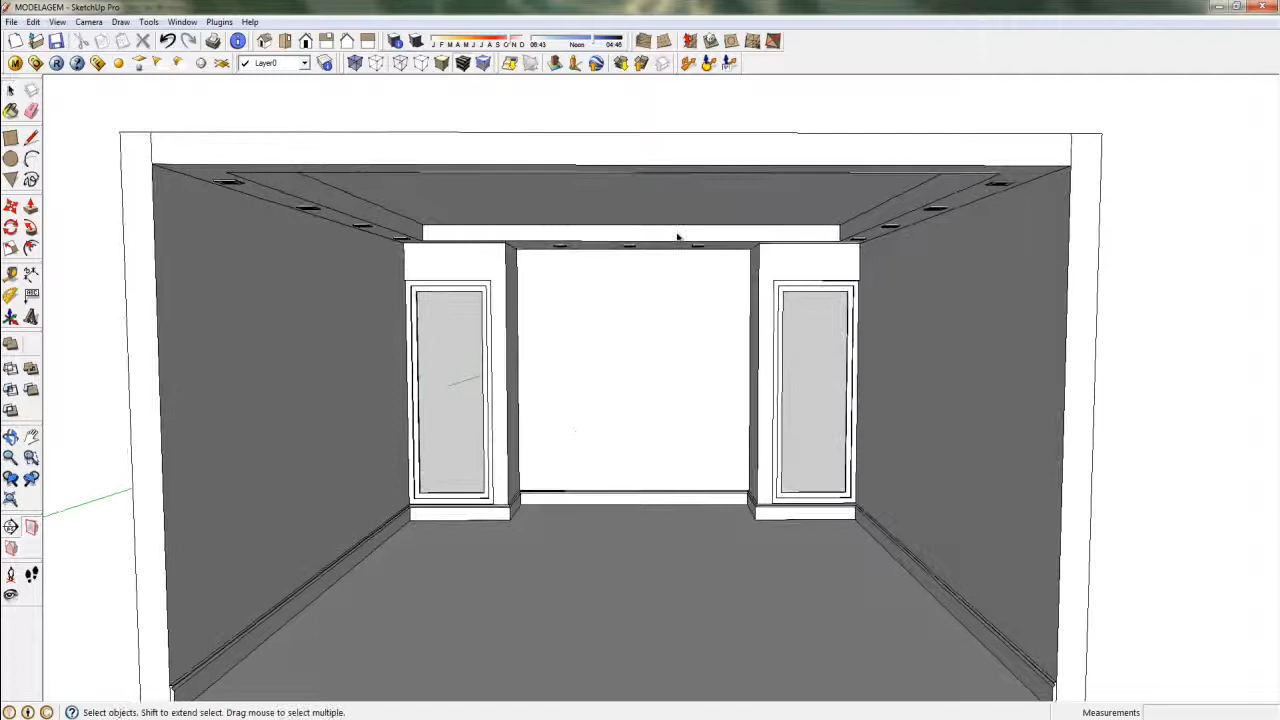 MODELAGEM - SketchUp Pro
File Edit View Camera Draw Tools Window Plugins Help
J F M A M J J A S O N D 06:43 Noon 04:46
Layer0
Select objects. Shift to extend select. Drag mouse to select multiple. Measurements